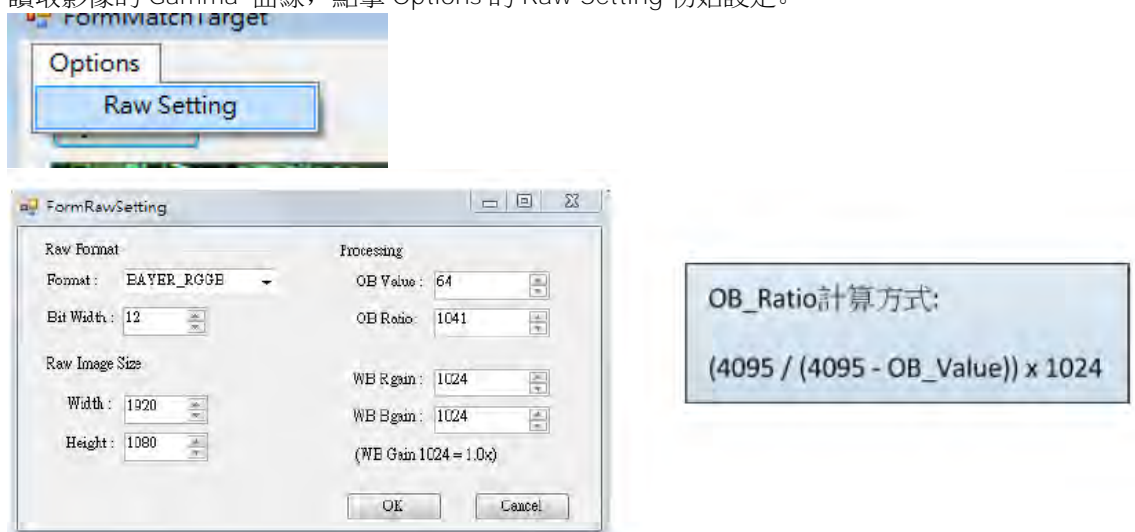 讀取影像的 Gamma 曲線，點擊 Options 的 Raw Setting 初始設定。
FormMatchTarget
Options
Raw Setting
FormRawSetting
Raw Format
Format : BAYER_RGGB
Bit Width : 12
Raw Image Size
Width : 1920
Height : 1080
Processing
OB Value : 64
OB Ratio: 1041
WB Rgain : 1024
WB Bgain : 1024
(WB Gain 1024 = 1.0x)
OK Cancel
OB_Ratio計算方式:
(4095 / (4095 - OB_Value)) x 1024